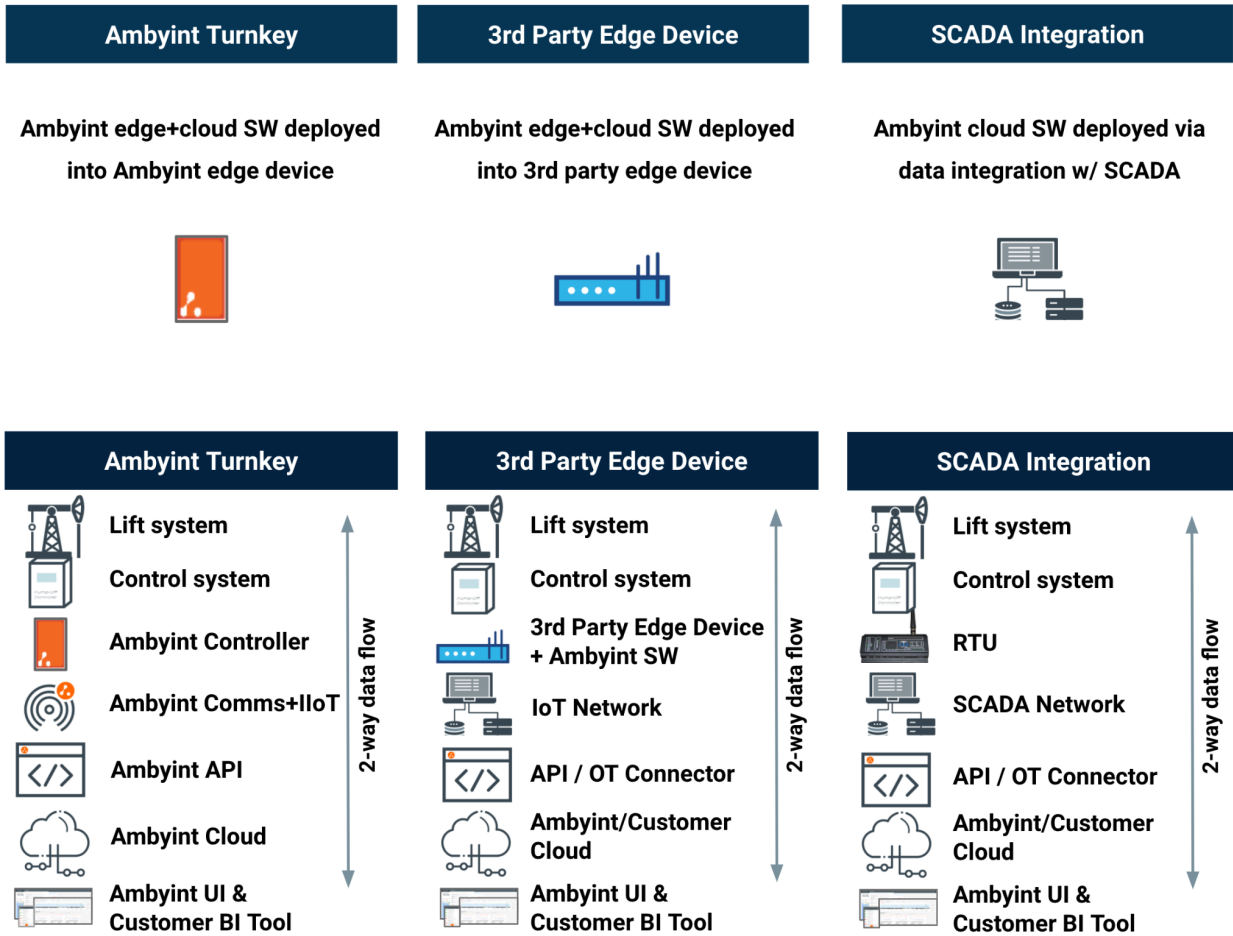 Ambyint Turnkey
Ambyint edge+cloud SW deployed
into Ambyint edge device
3rd Party Edge Device
Ambyint edge+cloud SW deployed
into 3rd party edge device
SCADA Integration
Ambyint cloud SW deployed via
data integration w/ SCADA
Ambyint Turnkey
Lift system
Control system
Ambyint Controller
Ambyint Comms+IIoT
Ambyint API
</>
Ambyint Cloud
Ambyint UI &
Customer BI Tool
2-way data flow
3rd Party Edge Device
Lift system
Control system
3rd Party Edge Device
+ Ambyint SW
IoT Network
API / OT Connector
</>
Ambyint/Customer
Cloud
Ambyint UI &
Customer BI Tool
2-way data flow
SCADA Integration
Lift system
Control system
RTU
SCADA Network
API / OT Connector
</>
Ambyint/Customer
Cloud
Ambyint UI &
Customer BI Tool
2-way data flow